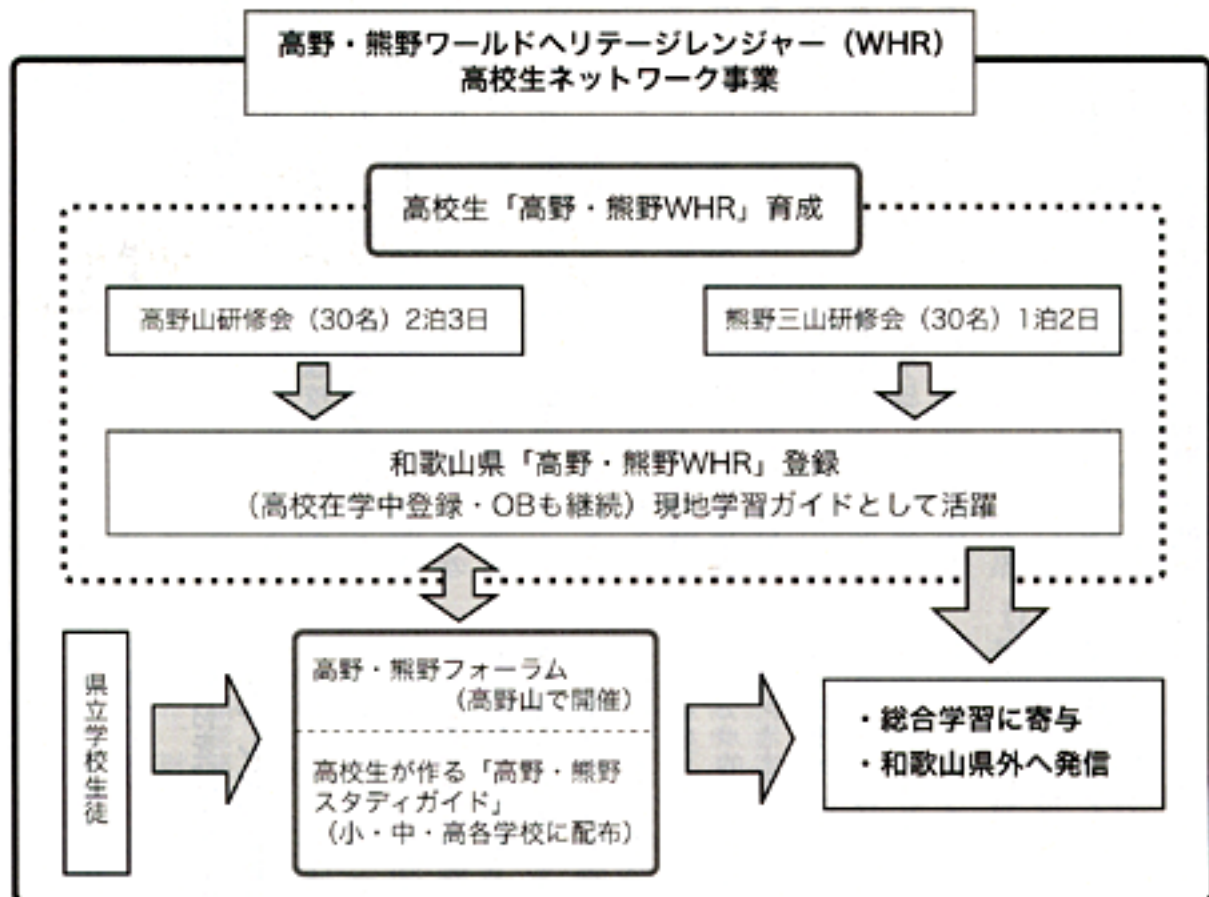 高野・熊野ワールドヘリテージレンジャー（WHR）
高校生ネットワーク事業
高校生「高野・熊野WHR」育成
高野山研修会（30名）2泊3日
熊野三山研修会（30名）1泊2日
和歌山県「高野・熊野WHR」登録
（高校在学中登録・OBも継続）現地学習ガイドとして活躍
県立学校生徒
高野・熊野フォーラム
（高野山で開催）
高校生が作る「高野・熊野
スタディガイド」
（小・中・高各学校に配布）
・総合学習に寄与
・和歌山県外へ発信